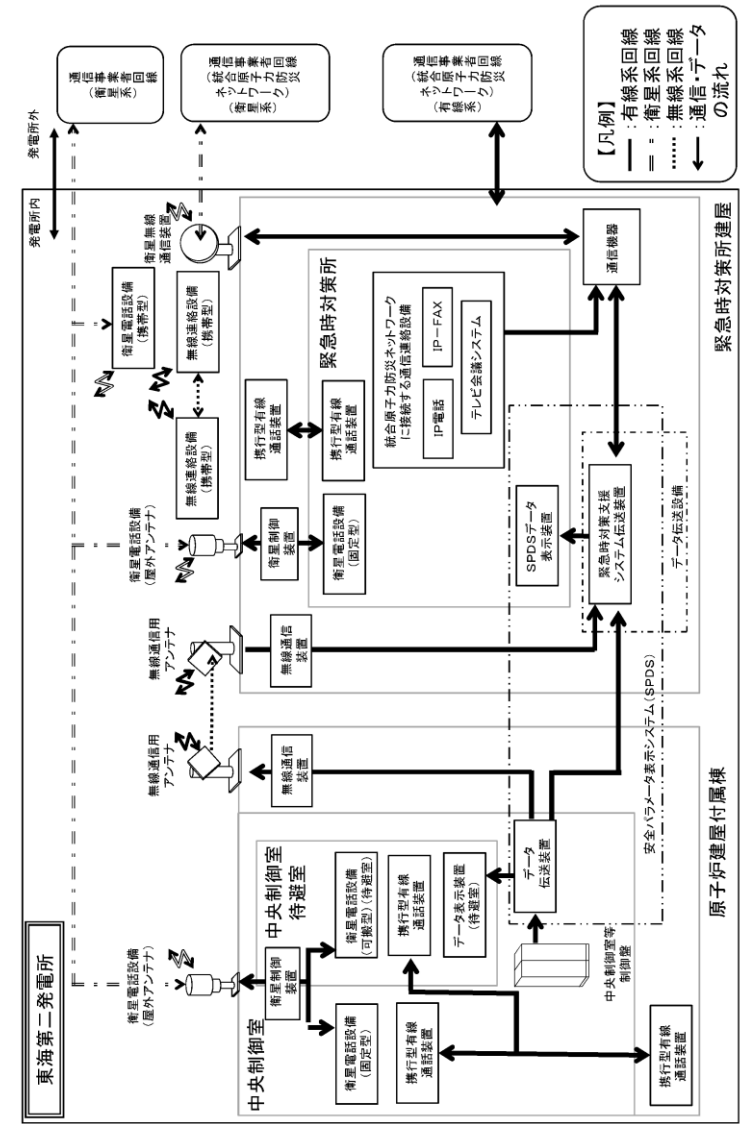 東海第二発電所
発電所内
発電所外
通信事業者回線
(衛星系)
通信事業者回線
(統合原子力防災
ネットワーク)
(衛星系)
通信事業者回線
(統合原子力防災
ネットワーク)
(有線系)
【凡例】
:有線系回線
:衛星系回線
:無線系回線
:通信・データ
の流れ
衛星電話設備
(屋外アンテナ)
無線通信用
アンテナ
無線通信用
アンテナ
衛星電話設備
(屋外アンテナ)
無線連絡設備
(携帯型)
無線連絡設備
(携帯型)
衛星電話設備
(携帯型)
衛星無線
通信装置
中央制御室
中央制御室
待避室
衛星制御
装置
衛星電話設備
(固定型)
衛星電話設備
(可搬型)(待避室)
携行型有線
通話装置
携行型有線
通話装置
データ表示装置
(待避室)
中央制御室等
制御盤
データ
伝送装置
携行型有線
通話装置
無線通信
装置
原子炉建屋付属棟
安全パラメータ表示システム(SPDS)
無線通信
装置
衛星制御
装置
衛星電話設備
(固定型)
携行型有線
通話装置
携行型有線
通話装置
緊急時対策所
統合原子力防災ネットワーク
に接続する通信連絡設備
IP電話
IP-FAX
テレビ会議システム
SPDSデータ
表示装置
緊急時対策支援
システム伝送装置
データ伝送設備
通信機器
緊急時対策所建屋